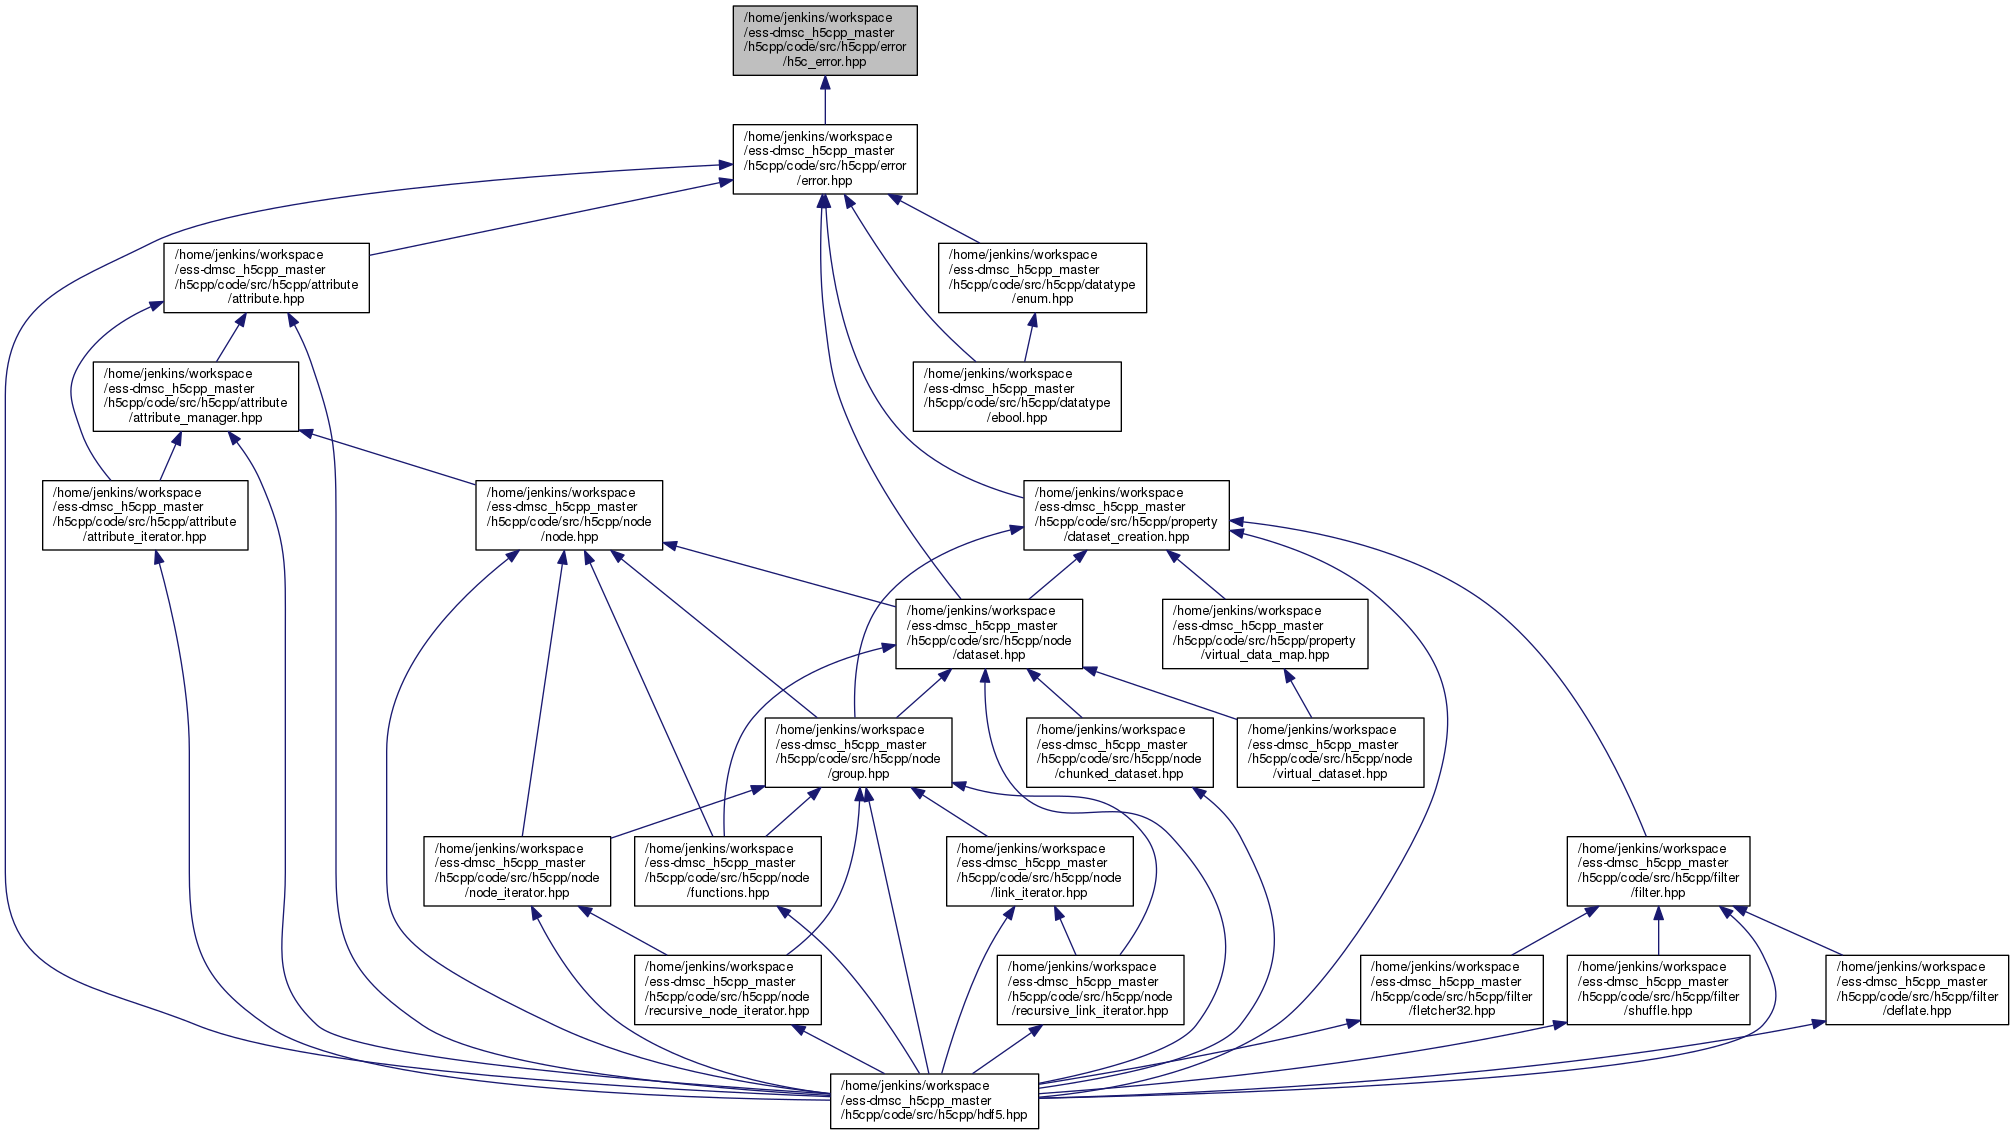 /home/jenkins/workspace
/ess-dmsc_h5cpp_master
/h5cpp/code/src/h5cpp/error
/h5c_error.hpp
/home/jenkins/workspace
/ess-dmsc_h5cpp_master
/h5cpp/code/src/h5cpp/error
/error.hpp
/home/jenkins/workspace
/ess-dmsc_h5cpp_master
/h5cpp/code/src/h5cpp/attribute
/attribute.hpp
/home/jenkins/workspace
/ess-dmsc_h5cpp_master
/h5cpp/code/src/h5cpp/datatype
/enum.hpp
/home/jenkins/workspace
/ess-dmsc_h5cpp_master
/h5cpp/code/src/h5cpp/attribute
/attribute_manager.hpp
/home/jenkins/workspace
/ess-dmsc_h5cpp_master
/h5cpp/code/src/h5cpp/datatype
/ebool.hpp
/home/jenkins/workspace
/ess-dmsc_h5cpp_master
/h5cpp/code/src/h5cpp/attribute
/attribute_iterator.hpp
/home/jenkins/workspace
/ess-dmsc_h5cpp_master
/h5cpp/code/src/h5cpp/node
/node.hpp
/home/jenkins/workspace
/ess-dmsc_h5cpp_master
/h5cpp/code/src/h5cpp/property
/dataset_creation.hpp
/home/jenkins/workspace
/ess-dmsc_h5cpp_master
/h5cpp/code/src/h5cpp/node
/dataset.hpp
/home/jenkins/workspace
/ess-dmsc_h5cpp_master
/h5cpp/code/src/h5cpp/property
/virtual_data_map.hpp
/home/jenkins/workspace
/ess-dmsc_h5cpp_master
/h5cpp/code/src/h5cpp/node
/group.hpp
/home/jenkins/workspace
/ess-dmsc_h5cpp_master
/h5cpp/code/src/h5cpp/node
/chunked_dataset.hpp
/home/jenkins/workspace
/ess-dmsc_h5cpp_master
/h5cpp/code/src/h5cpp/node
/virtual_dataset.hpp
/home/jenkins/workspace
/ess-dmsc_h5cpp_master
/h5cpp/code/src/h5cpp/node
/node_iterator.hpp
/home/jenkins/workspace
/ess-dmsc_h5cpp_master
/h5cpp/code/src/h5cpp/node
/functions.hpp
/home/jenkins/workspace
/ess-dmsc_h5cpp_master
/h5cpp/code/src/h5cpp/node
/link_iterator.hpp
/home/jenkins/workspace
/ess-dmsc_h5cpp_master
/h5cpp/code/src/h5cpp/filter
/filter.hpp
/home/jenkins/workspace
/ess-dmsc_h5cpp_master
/h5cpp/code/src/h5cpp/node
/recursive_node_iterator.hpp
/home/jenkins/workspace
/ess-dmsc_h5cpp_master
/h5cpp/code/src/h5cpp/node
/recursive_link_iterator.hpp
/home/jenkins/workspace
/ess-dmsc_h5cpp_master
/h5cpp/code/src/h5cpp/filter
/fletcher32.hpp
/home/jenkins/workspace
/ess-dmsc_h5cpp_master
/h5cpp/code/src/h5cpp/filter
/shuffle.hpp
/home/jenkins/workspace
/ess-dmsc_h5cpp_master
/h5cpp/code/src/h5cpp/filter
/deflate.hpp
/home/jenkins/workspace
/ess-dmsc_h5cpp_master
/h5cpp/code/src/h5cpp/hdf5.hpp